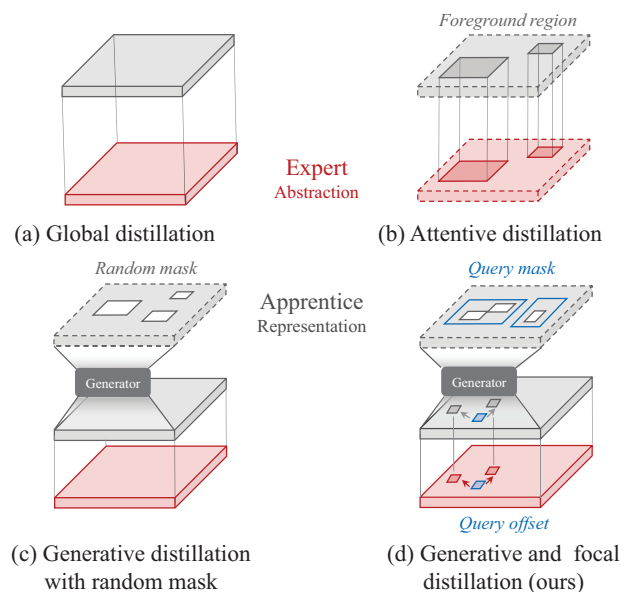 Foreground region
Expert
Abstraction
(a) Global distillation
(b) Attentive distillation
Random mask
Query mask
Apprentice
Representation
Generator
Generator
Query offset
(c) Generative distillation
with random mask
(d) Generative and focal
distillation (ours)